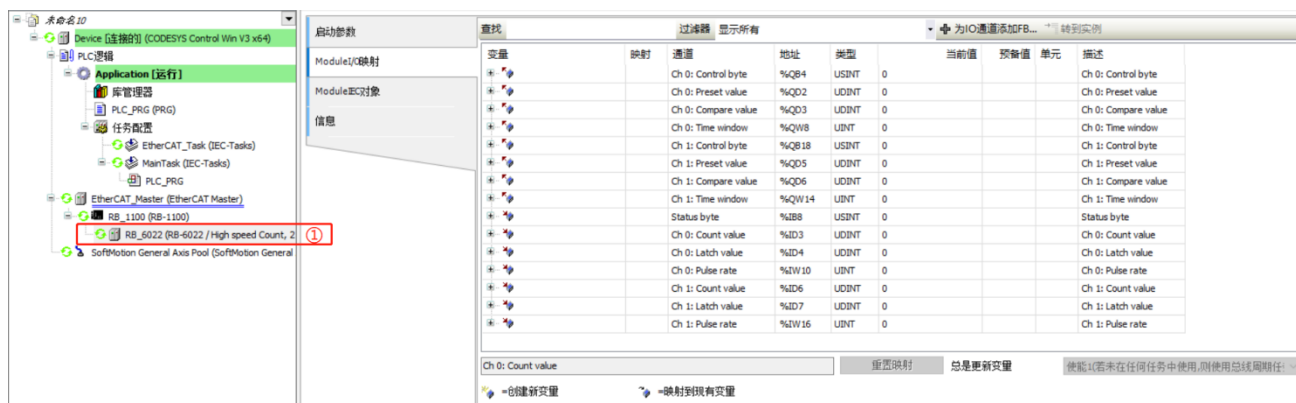 未命名10
Device [连接的] (CODESYS Control Win V3 x64)
PLC逻辑
Application [运行]
库管理器
PLC_PRG (PRG)
任务配置
EtherCAT_Task (IEC-Tasks)
MainTask (IEC-Tasks)
PLC_PRG
EtherCAT_Master (EtherCAT Master)
RB_1100 (RB-1100)
RB_6022 (RB-6022 / High speed Count, 2
①
SoftMotion General Axis Pool (SoftMotion General
启动参数
ModuleI/O映射
ModuleIEC对象
信息
查找 过滤器 显示所有 为IO通道添加FB... 转到实例
变量 映射 通道 地址 类型 当前值 预备值 单元 描述
Ch 0: Control byte %QB4 USINT 0 Ch 0: Control byte
Ch 0: Preset value %QD2 UDINT 0 Ch 0: Preset value
Ch 0: Compare value %QD3 UDINT 0 Ch 0: Compare value
Ch 0: Time window %QW8 UINT 0 Ch 0: Time window
Ch 1: Control byte %QB18 USINT 0 Ch 1: Control byte
Ch 1: Preset value %QD5 UDINT 0 Ch 1: Preset value
Ch 1: Compare value %QD6 UDINT 0 Ch 1: Compare value
Ch 1: Time window %QW14 UINT 0 Ch 1: Time window
Status byte %IB8 USINT 0 Status byte
Ch 0: Count value %ID3 UDINT 0 Ch 0: Count value
Ch 0: Latch value %ID4 UDINT 0 Ch 0: Latch value
Ch 0: Pulse rate %IW10 UINT 0 Ch 0: Pulse rate
Ch 1: Count value %ID6 UDINT 0 Ch 1: Count value
Ch 1: Latch value %ID7 UDINT 0 Ch 1: Latch value
Ch 1: Pulse rate %IW16 UINT 0 Ch 1: Pulse rate
Ch 0: Count value 重置映射 总是更新变量 使能1(若未在任何任务中使用,则使用总线周期任
=创建新变量 =映射到现有变量